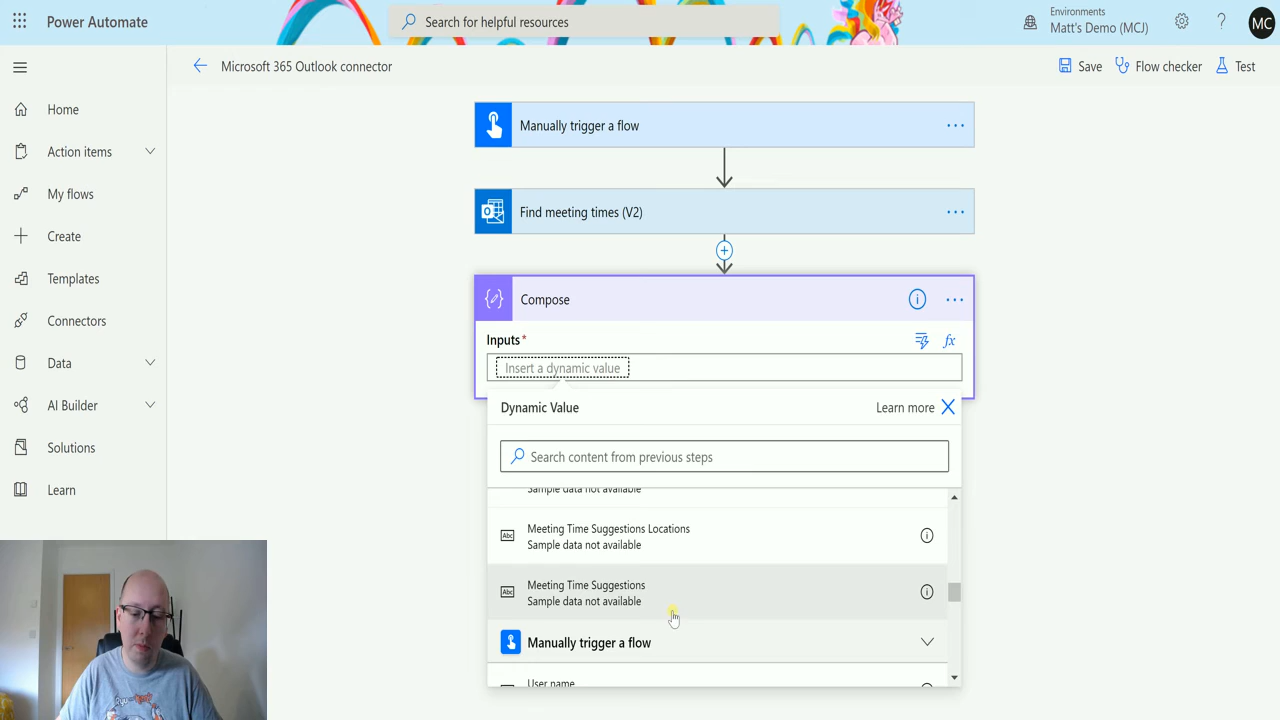 Power Automate
Search for helpful resources
Environments
Matt's Demo (MCJ)
MC
Microsoft 365 Outlook connector
Save
Flow checker
Test
Home
Action items
My flows
Create
Templates
Connectors
Data
AI Builder
Solutions
Learn
Manually trigger a flow
Find meeting times (V2)
Compose
Inputs*
fx
Insert a dynamic value
Dynamic Value
Learn more
Search content from previous steps
Sample data not available
Abc
Meeting Time Suggestions Locations
Sample data not available
Abc
Meeting Time Suggestions
Sample data not available
Manually trigger a flow
User name